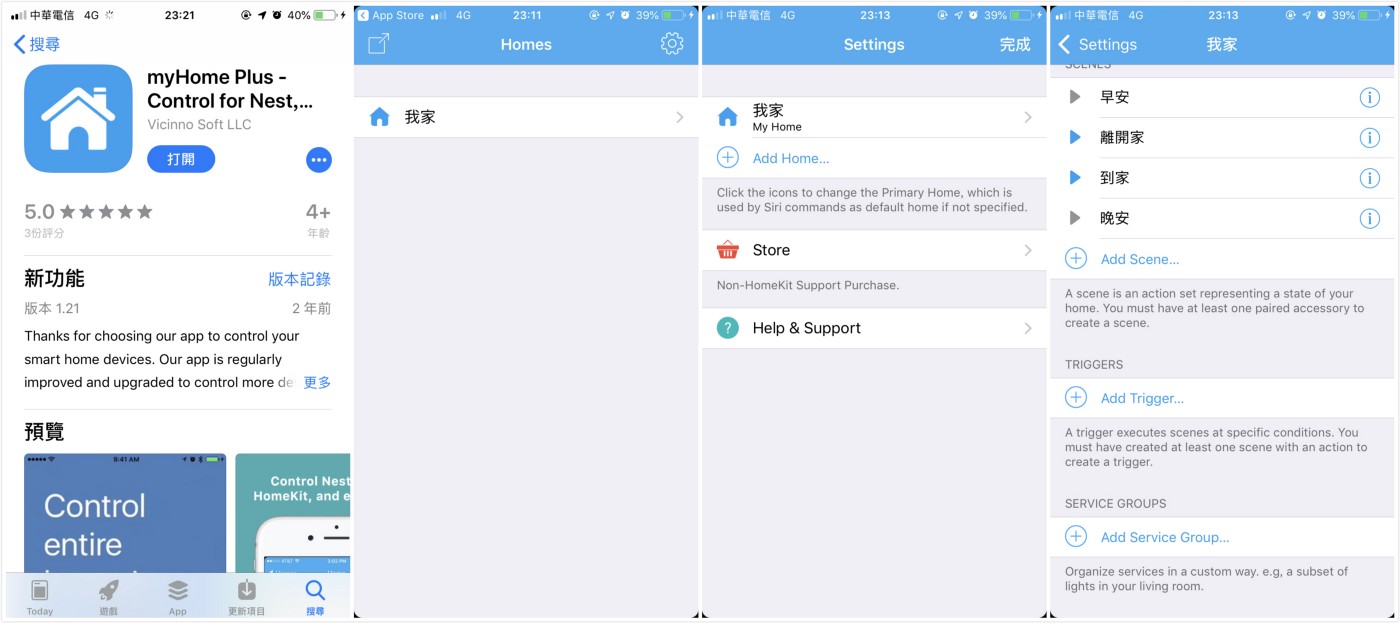 中華電信 4G
23:21
40%
搜尋
myHome Plus -
Control for Nest,...
Vicinno Soft LLC
打開
5.0
3份評分
4+
年齡
新功能
版本記錄
版本 1.21
2 年前
Thanks for choosing our app to control your
smart home devices. Our app is regularly
improved and upgraded to control more de
更多
預覽
9:41 AM
Control
entire
Control Nest
HomeKit, and e
Today
遊戲
App
更新項目
搜尋
App Store 4G
23:11
39%
Homes
我家
中華電信 4G
23:13
39%
Settings
完成
我家
My Home
Add Home...
Click the icons to change the Primary Home, which is
used by Siri commands as default home if not specified.
Store
Non-HomeKit Support Purchase.
Help & Support
中華電信 4G
23:13
39%
Settings
我家
SCENES
早安
離開家
到家
晚安
Add Scene...
A scene is an action set representing a state of your
home. You must have at least one paired accessory to
create a scene.
TRIGGERS
Add Trigger...
A trigger executes scenes at specific conditions. You
must have created at least one scene with an action to
create a trigger.
SERVICE GROUPS
Add Service Group...
Organize services in a custom way. e.g, a subset of
lights in your living room.